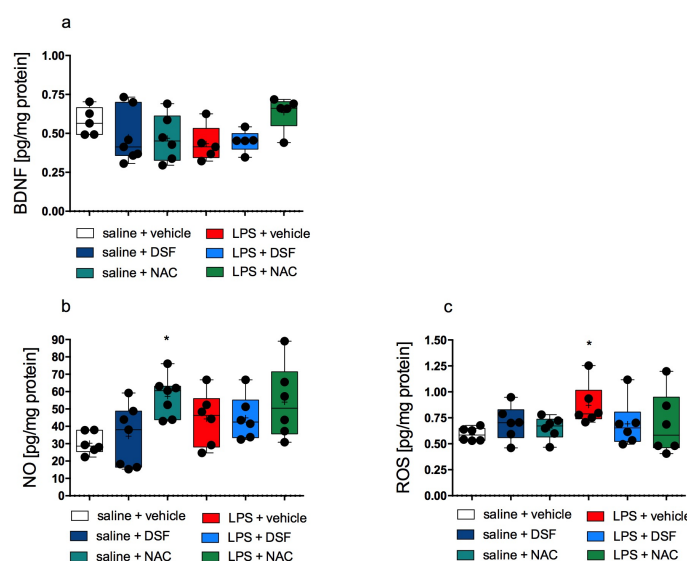 a
BDNF [pg/mg protein]
1.00
0.75
0.50
0.25
0.00
saline + vehicle
LPS + vehicle
saline + DSF
LPS + DSF
saline + NAC
LPS + NAC
b
NO [pg/mg protein]
90
80
70
60
50
40
30
20
10
0
*
saline + vehicle
LPS + vehicle
saline + DSF
LPS + DSF
saline + NAC
LPS + NAC
c
ROS [pg/mg protein]
1.50
1.25
1.00
0.75
0.50
0.25
0.00
*
saline + vehicle
LPS + vehicle
saline + DSF
LPS + DSF
saline + NAC
LPS + NAC